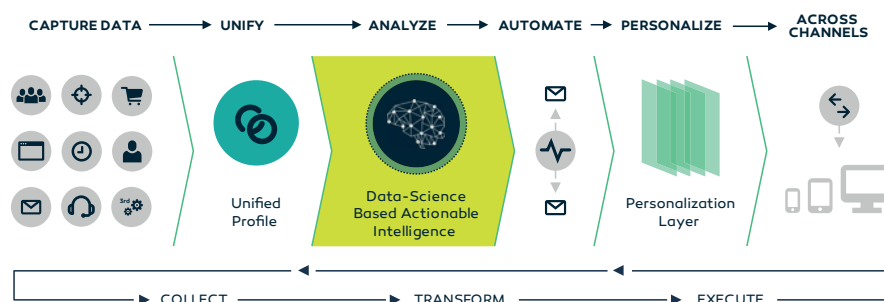 CAPTURE DATA
UNIFY
ANALYZE
AUTOMATE
PERSONALIZE
ACROSS
CHANNELS
3rd
Unified
Profile
Data-Science
Based Actionable
Intelligence
Personalization
Layer
COLLECT
TRANSFORM
EXECUTE